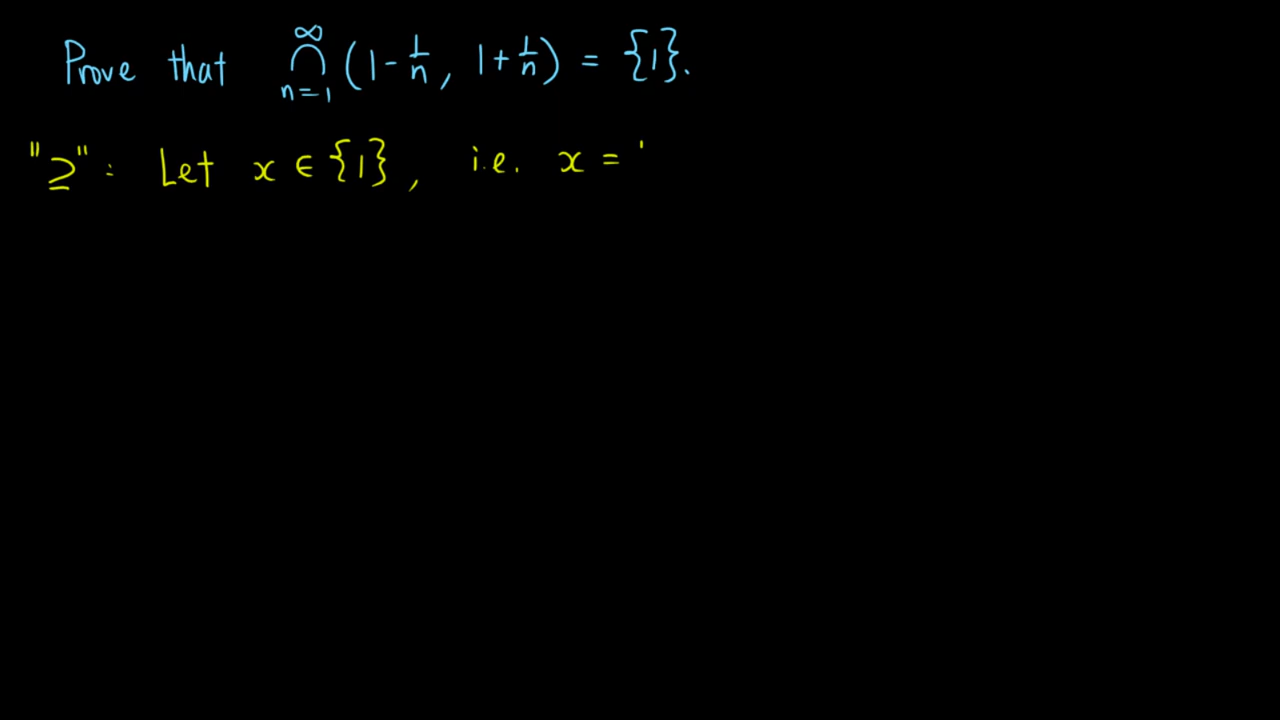 Prove that ∞⋂n=1 (1 - 1/n, 1 + 1/n) = {1}.
"⊇": Let x ∈ {1}, i.e. x = '